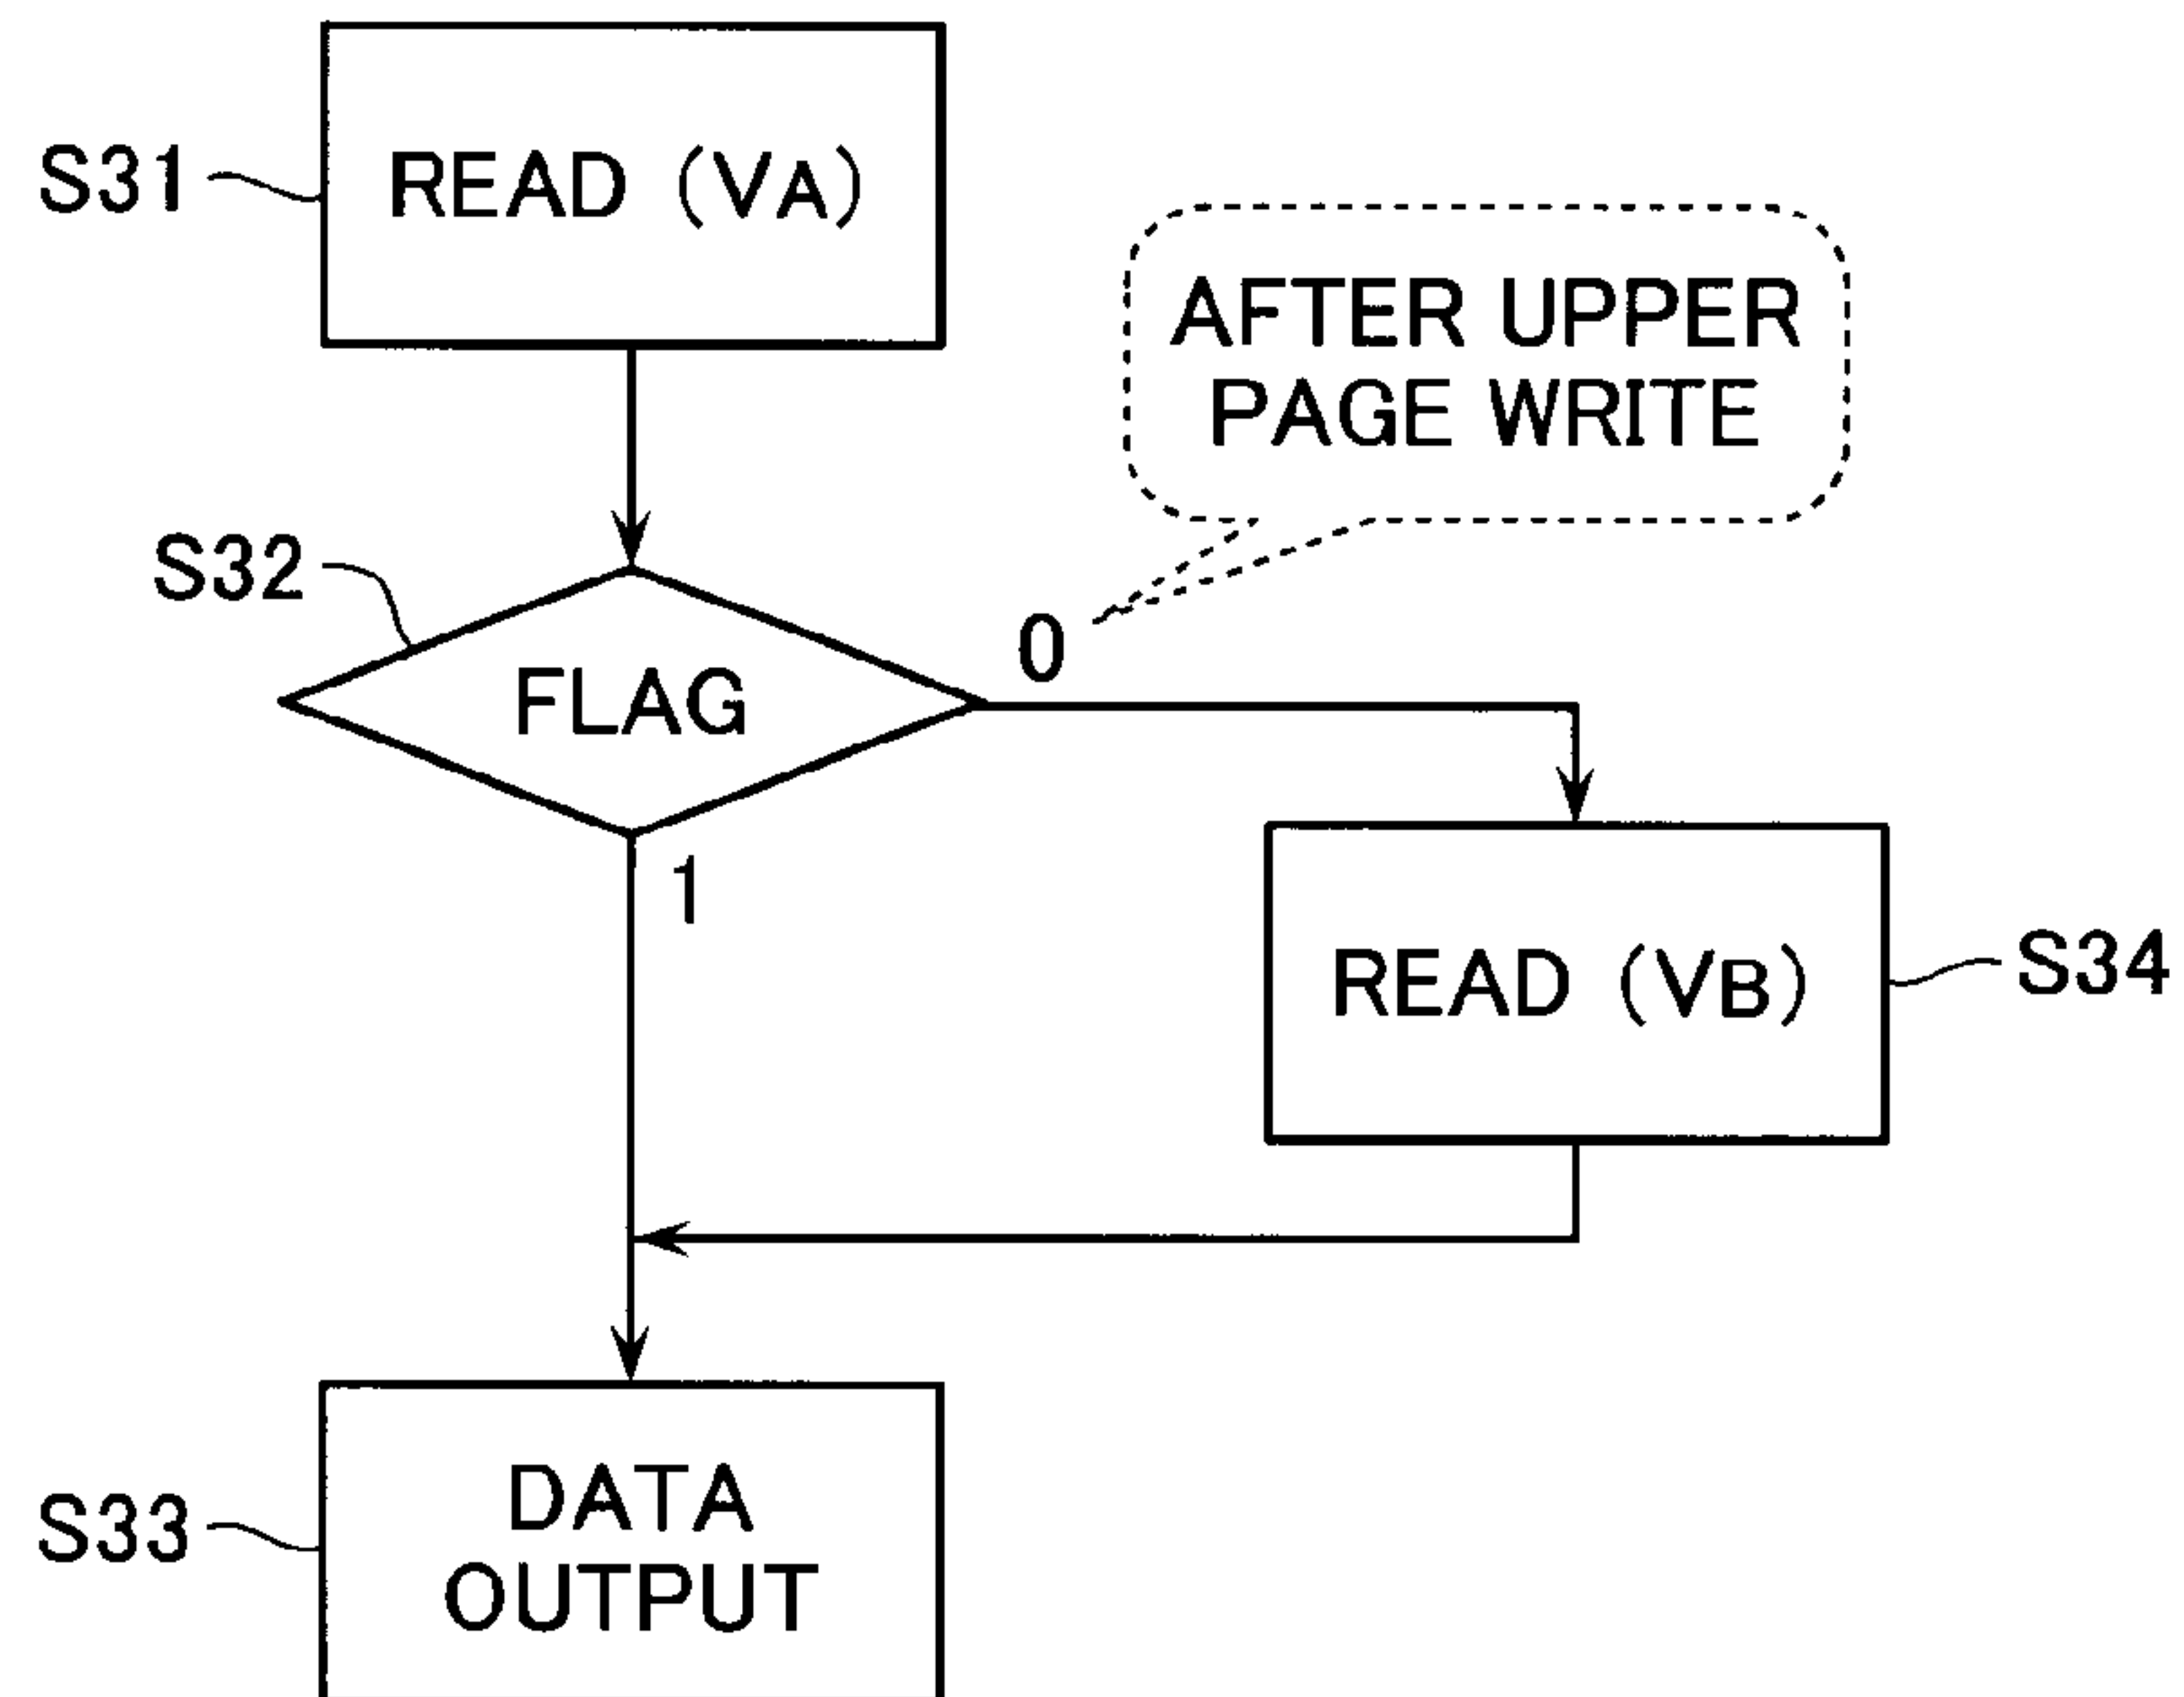 S31
READ (VA)
AFTER UPPER
PAGE WRITE
S32
FLAG
0
1
READ (VB)
S34
S33
DATA
OUTPUT